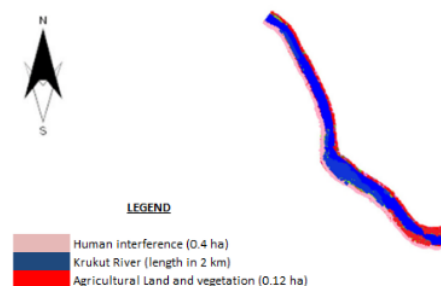 N
S
LEGEND
Human interference (0.4 ha)
Krukut River (length in 2 km)
Agricultural Land and vegetation (0.12 ha)